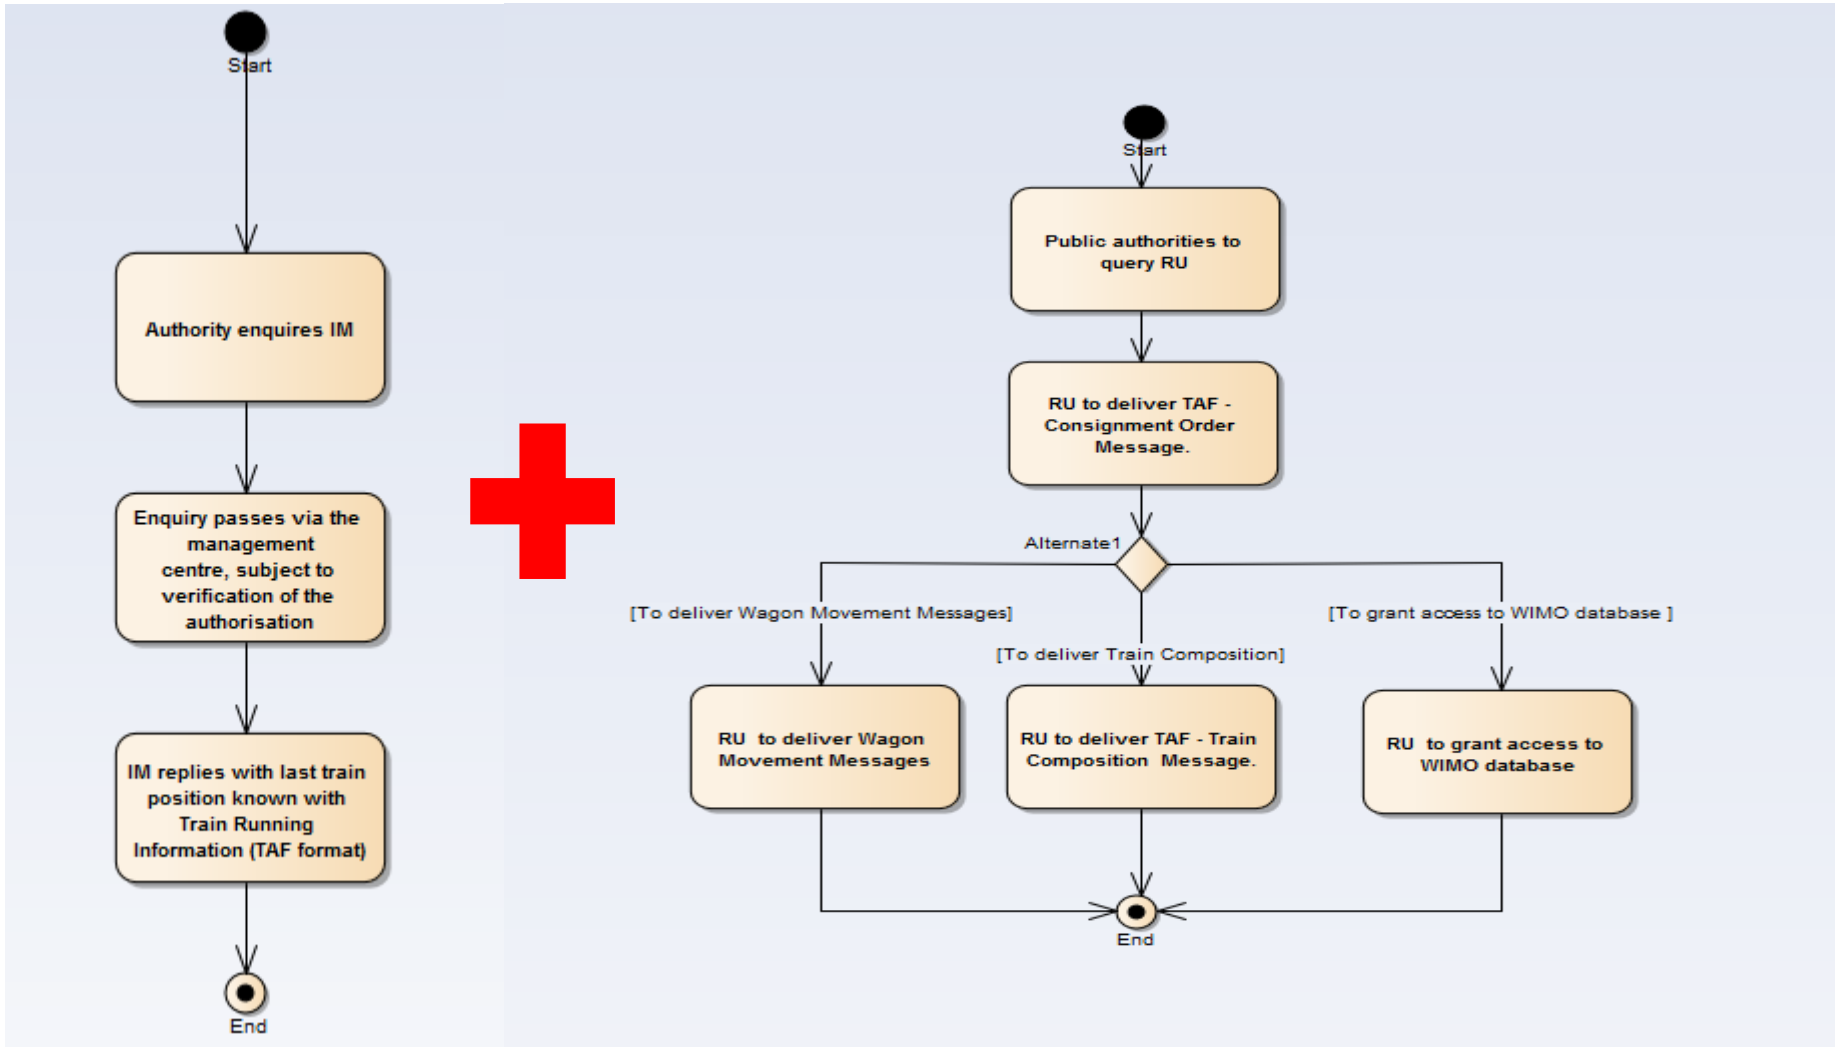 Start
Authority enquires IM
Enquiry passes via the
management
centre, subject to
verification of the
authorisation
IM replies with last train
position known with
Train Running
Information (TAF format)
End
Start
Public authorities to
query RU
RU to deliver TAF -
Consignment Order
Message.
Alternate1
[To deliver Wagon Movement Messages]
[To deliver Train Composition]
[To grant access to WIMO database ]
RU  to deliver Wagon
Movement Messages
RU to deliver TAF - Train
Composition  Message.
RU  to grant access to
WIMO database
End